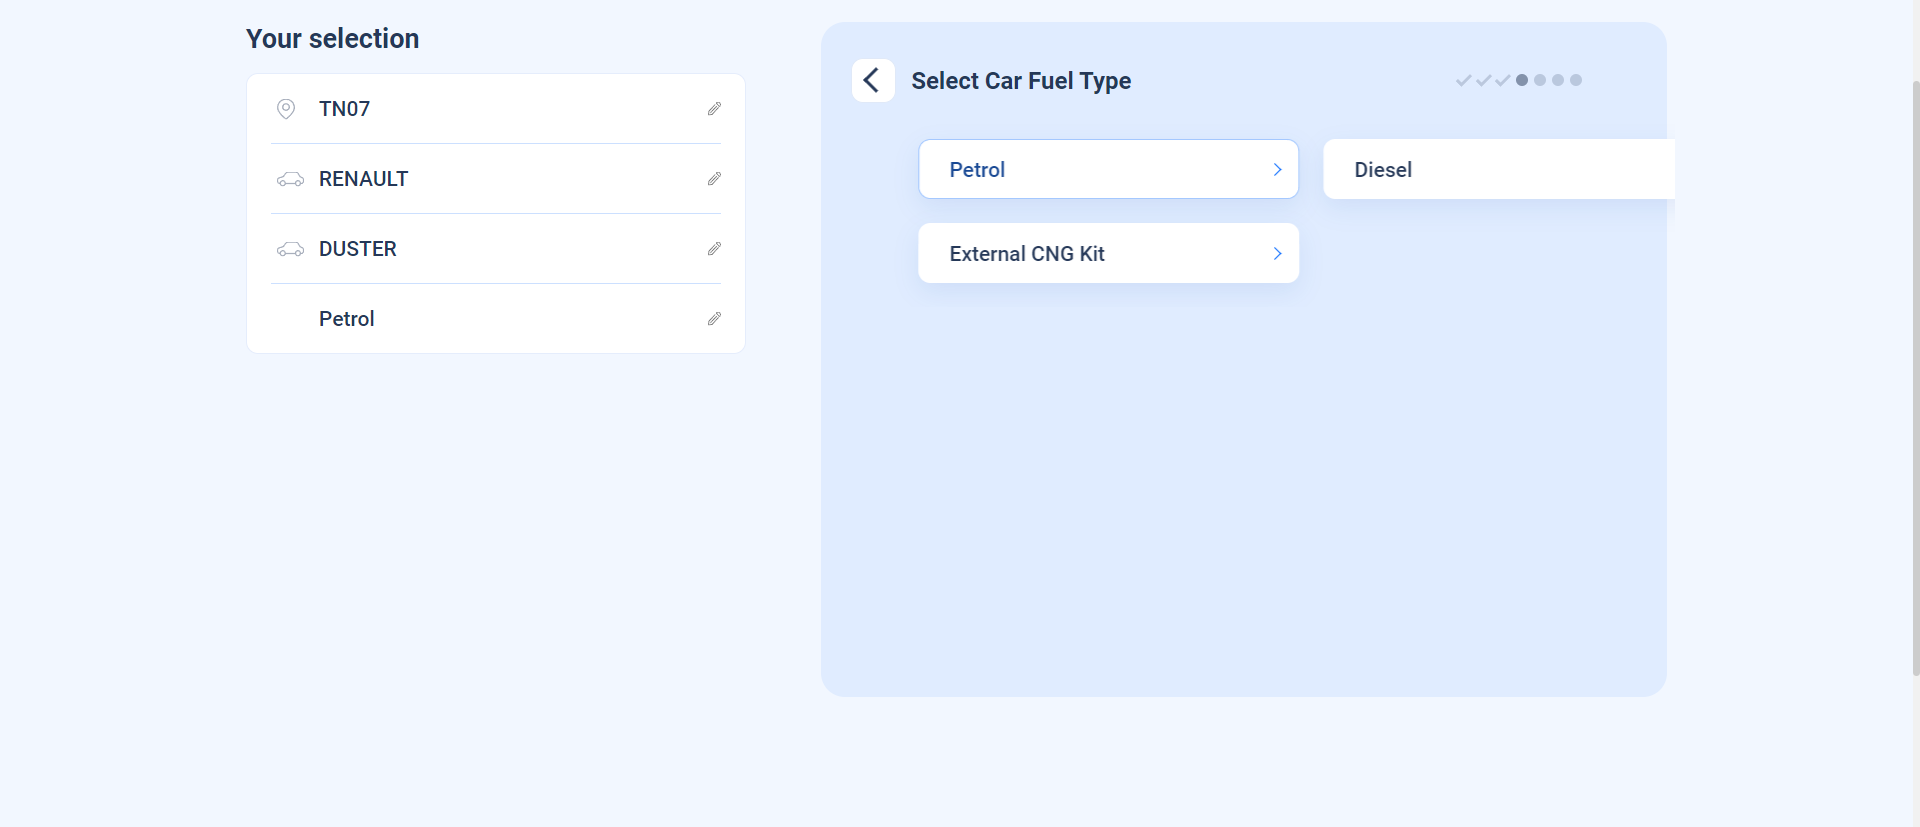 Your selection
TN07
RENAULT
DUSTER
Petrol
Select Car Fuel Type
Petrol
Diesel
External CNG Kit